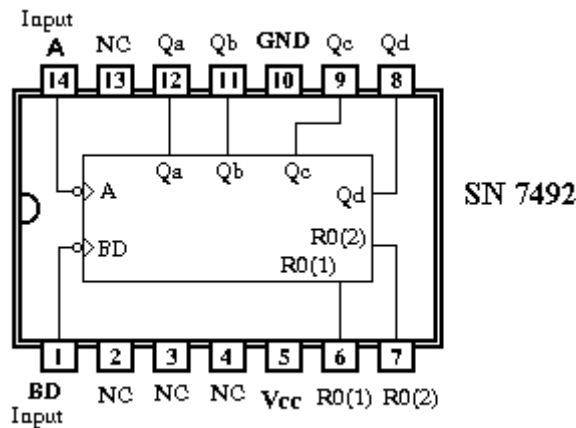 Input
A NC Qa Qb GND Qc Qd
14 13 12 11 10 9 8
Qa Qb Qc
A Qd
SN 7492
BD R0(2)
R0(1)
1 2 3 4 5 6 7
BD NC NC NC Vcc R0(1) R0(2)
Input